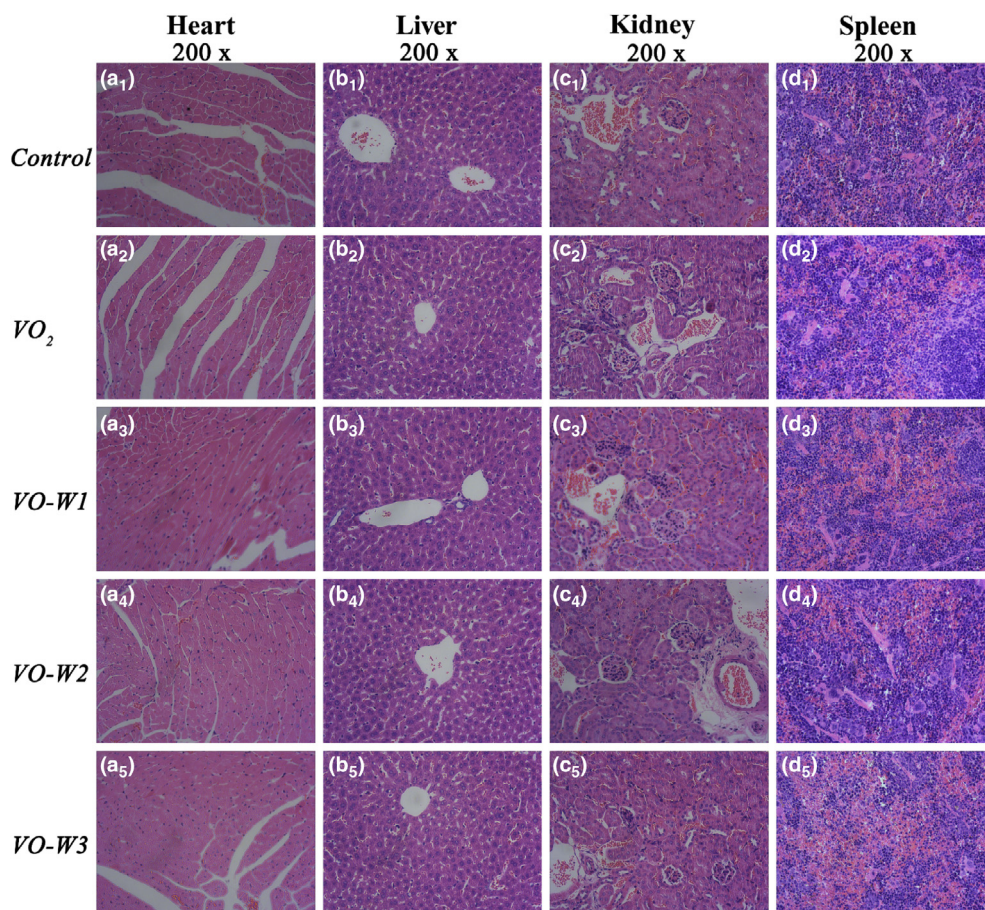 Heart Liver Kidney Spleen
200 x 200 x 200 x 200 x
Control (a₁) (b₁) (c₁) (d₁)
VO₂ (a₂) (b₂) (c₂) (d₂)
VO-W1 (a₃) (b₃) (c₃) (d₃)
VO-W2 (a₄) (b₄) (c₄) (d₄)
VO-W3 (a₅) (b₅) (c₅) (d₅)